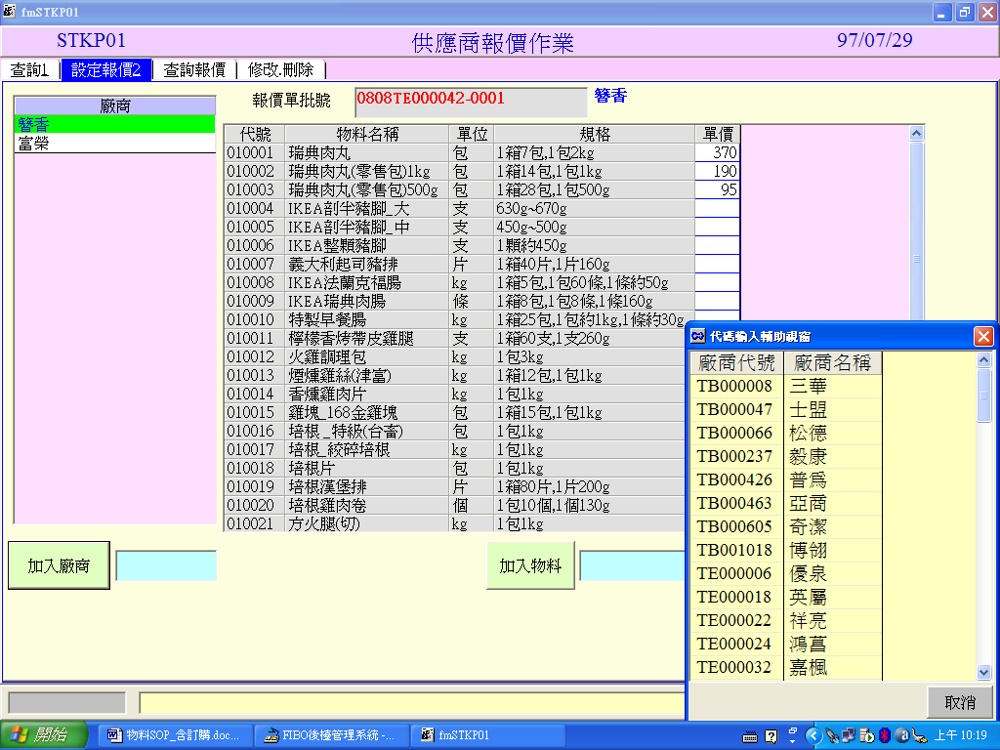 fmSTKP01
STKP01 供應商報價作業 97/07/29
查詢1 設定報價2 查詢報價 修改.刪除
廠商
簪香
富榮
報價單批號 0808TE000042-0001 簪香
代號 物料名稱 單位 規格 單價
010001 瑞典肉丸 包 1箱7包,1包2kg 370
010002 瑞典肉丸(零售包)1kg 包 1箱14包,1包1kg 190
010003 瑞典肉丸(零售包)500g 包 1箱28包,1包500g 95
010004 IKEA剖半豬腳_大 支 630g~670g
010005 IKEA剖半豬腳_中 支 450g~500g
010006 IKEA整顆豬腳 支 1顆約450g
010007 義大利起司豬排 片 1箱40片,1片160g
010008 IKEA法蘭克福腸 kg 1箱5包,1包60條,1條約50g
010009 IKEA瑞典肉腸 條 1箱8包,1包8條,1條160g
010010 特製早餐腸 kg 1箱25包,1包約1kg,1條約30g
010011 檸檬香烤帶皮雞腿 支 1箱60支,1支260g
010012 火雞調理包 kg 1包3kg
010013 煙燻雞絲(津富) kg 1箱12包,1包1kg
010014 香燻雞肉片 kg 1包1kg
010015 雞塊_168金雞塊 包 1箱15包,1包1kg
010016 培根_特級(台畜) 包 1包1kg
010017 培根_絞碎培根 kg 1包1kg
010018 培根片 包 1包1kg
010019 培根漢堡排 片 1箱80片,1片200g
010020 培根雞肉卷 個 1包10個,1個130g
010021 方火腿(切) kg 1包1kg
加入廠商
加入物料
代碼輸入輔助視窗
廠商代號 廠商名稱
TB000008 三華
TB000047 士盟
TB000066 松德
TB000237 毅康
TB000426 普為
TB000463 亞商
TB000605 奇潔
TB001018 博翎
TE000006 優泉
TE000018 英屬
TE000022 祥亮
TE000024 鴻菖
TE000032 嘉楓
取消
開始 物料SOP_含訂購.doc... FIBO後檯管理系統 -... fmSTKP01 上午 10:19